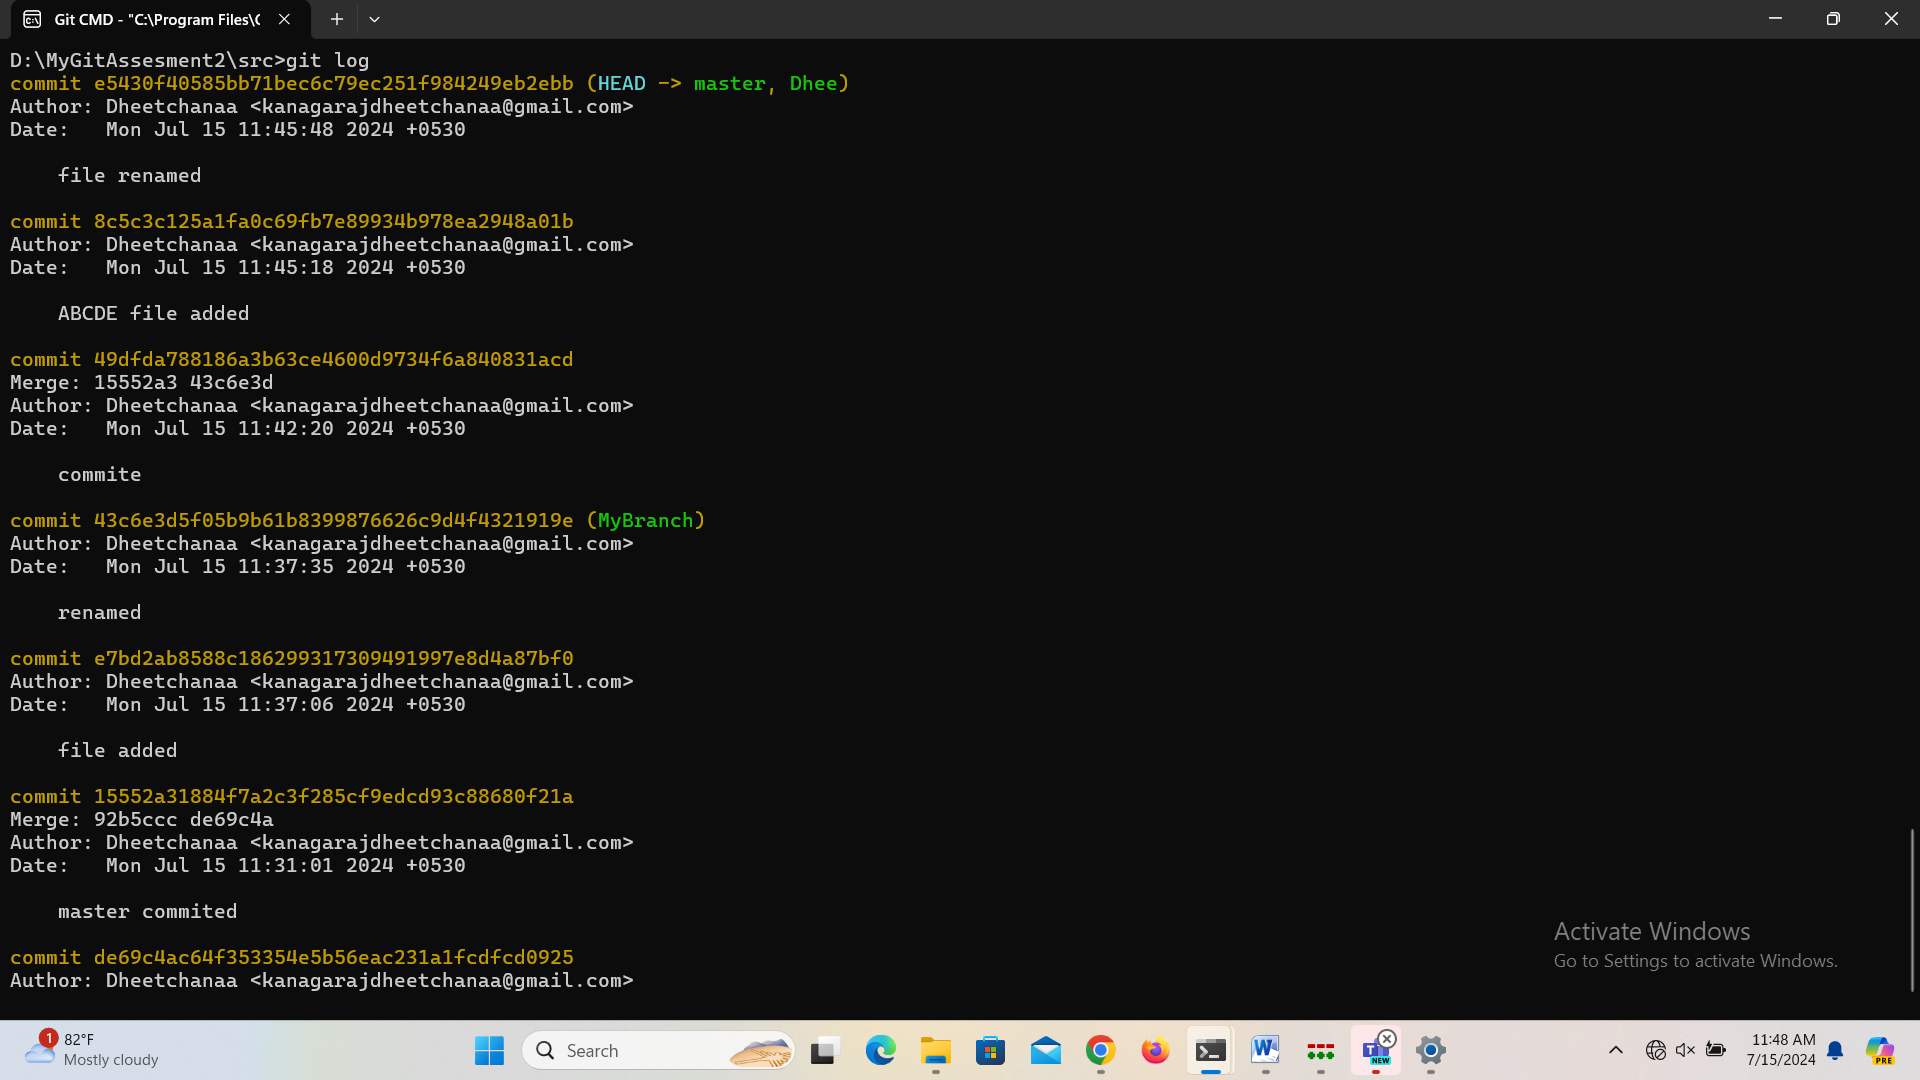 Git CMD - "C:\Program Files\G
D:\MyGitAssesment2\src>git log
commit e5430f40585bb71bec6c79ec251f984249eb2ebb (HEAD -> master, Dhee)
Author: Dheetchanaa <kanagarajdheetchanaa@gmail.com>
Date:   Mon Jul 15 11:45:48 2024 +0530
file renamed
commit 8c5c3c125a1fa0c69fb7e89934b978ea2948a01b
Author: Dheetchanaa <kanagarajdheetchanaa@gmail.com>
Date:   Mon Jul 15 11:45:18 2024 +0530
ABCDE file added
commit 49dfda788186a3b63ce4600d9734f6a840831acd
Merge: 15552a3 43c6e3d
Author: Dheetchanaa <kanagarajdheetchanaa@gmail.com>
Date:   Mon Jul 15 11:42:20 2024 +0530
commite
commit 43c6e3d5f05b9b61b8399876626c9d4f4321919e (MyBranch)
Author: Dheetchanaa <kanagarajdheetchanaa@gmail.com>
Date:   Mon Jul 15 11:37:35 2024 +0530
renamed
commit e7bd2ab8588c186299317309491997e8d4a87bf0
Author: Dheetchanaa <kanagarajdheetchanaa@gmail.com>
Date:   Mon Jul 15 11:37:06 2024 +0530
file added
commit 15552a31884f7a2c3f285cf9edcd93c88680f21a
Merge: 92b5ccc de69c4a
Author: Dheetchanaa <kanagarajdheetchanaa@gmail.com>
Date:   Mon Jul 15 11:31:01 2024 +0530
master commited
commit de69c4ac64f353354e5b56eac231a1fcdfcd0925
Author: Dheetchanaa <kanagarajdheetchanaa@gmail.com>
Activate Windows
Go to Settings to activate Windows.
1
82°F
Mostly cloudy
Search
NEW
11:48 AM
7/15/2024
PRE